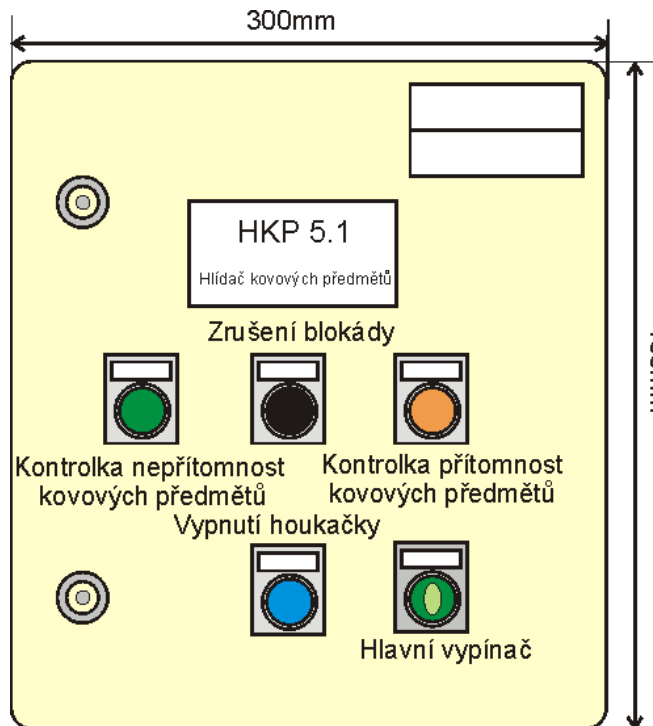 300mm
HKP 5.1
Hlídač kovových předmětů
Zrušení blokády
Kontrolka nepřítomnost
kovových předmětů
Kontrolka přítomnost
kovových předmětů
Vypnutí houkačky
Hlavní vypínač